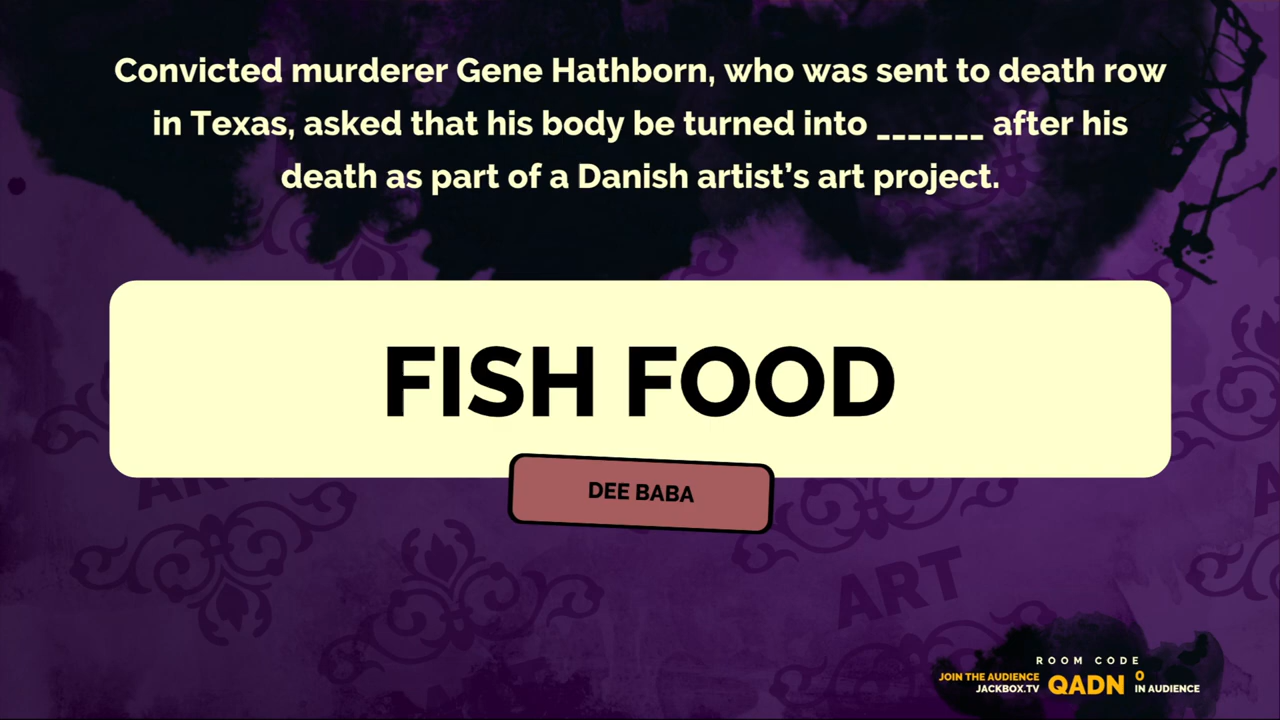 Convicted murderer Gene Hathborn, who was sent to death row
in Texas, asked that his body be turned into _______ after his
death as part of a Danish artist's art project.
FISH FOOD
DEE BABA
ART
ART
ROOM CODE
JOIN THE AUDIENCE
JACKBOX.TV
QADN
0
IN AUDIENCE